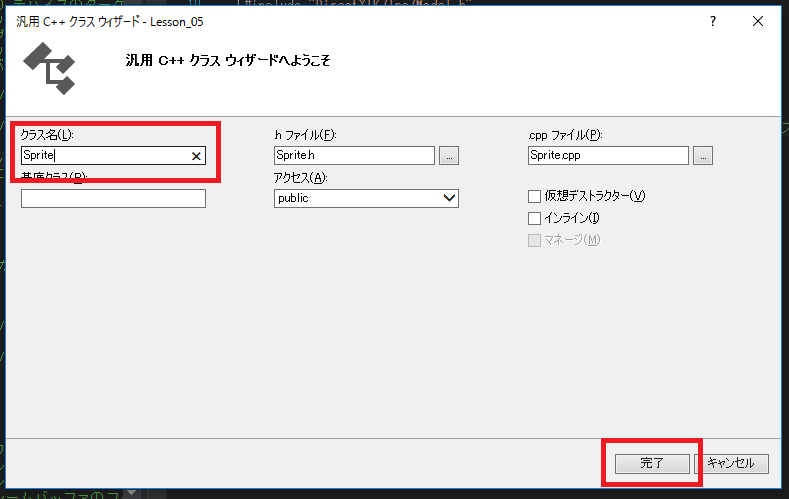 汎用 C++ クラス ウィザード - Lesson_05
汎用 C++ クラス ウィザードへようこそ
クラス名(L):
.h ファイル(F):
.cpp ファイル(P):
Sprite
Sprite.h
...
Sprite.cpp
...
基底クラス(B):
アクセス(A):
public
仮想デストラクター(V)
インライン(I)
マネージ(M)
完了
キャンセル